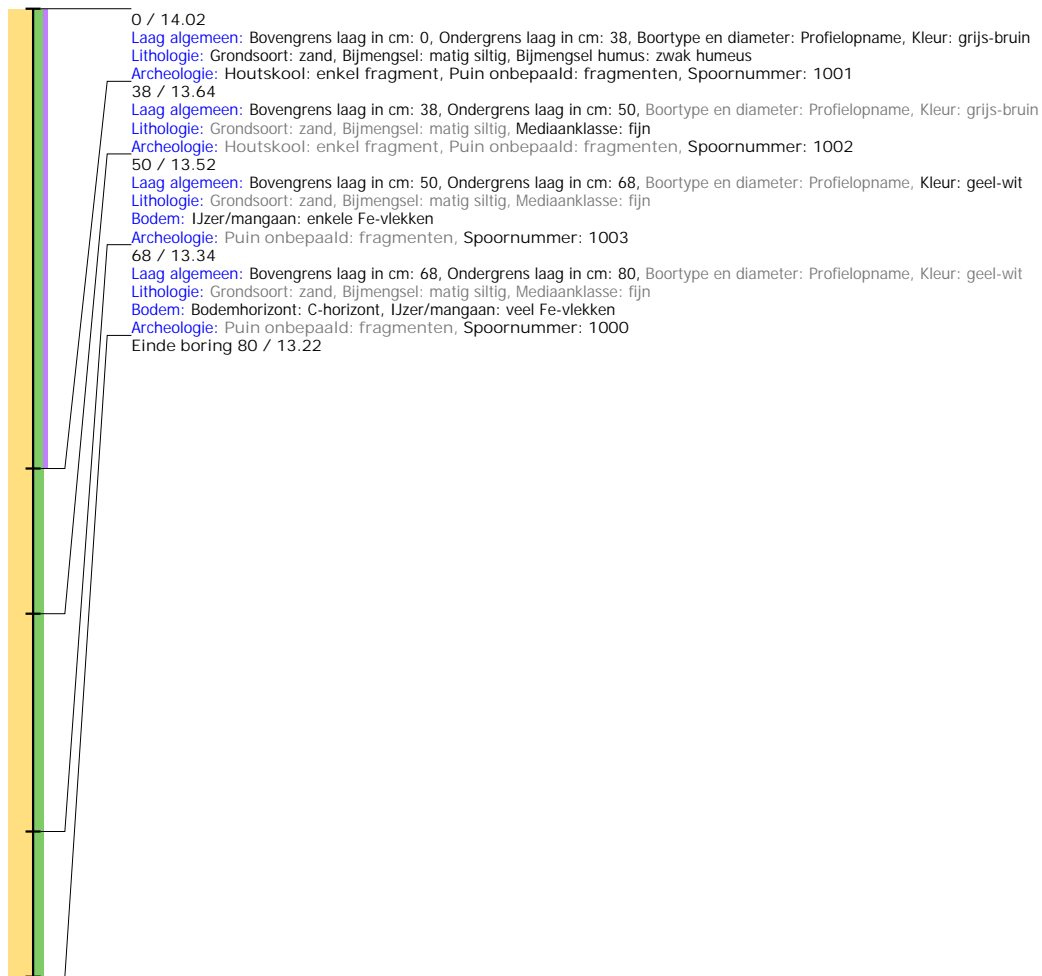 0 / 14.02
Laag algemeen: Bovengrens laag in cm: 0, Ondergrens laag in cm: 38, Boortype en diameter: Profielopname, Kleur: grijs-bruin
Lithologie: Grondsoort: zand, Bijmengsel: matig siltig, Bijmengsel humus: zwak humeus
Archeologie: Houtskool: enkel fragment, Puin onbepaald: fragmenten, Spoornummer: 1001
38 / 13.64
Laag algemeen: Bovengrens laag in cm: 38, Ondergrens laag in cm: 50, Boortype en diameter: Profielopname, Kleur: grijs-bruin
Lithologie: Grondsoort: zand, Bijmengsel: matig siltig, Mediaanklasse: fijn
Archeologie: Houtskool: enkel fragment, Puin onbepaald: fragmenten, Spoornummer: 1002
50 / 13.52
Laag algemeen: Bovengrens laag in cm: 50, Ondergrens laag in cm: 68, Boortype en diameter: Profielopname, Kleur: geel-wit
Lithologie: Grondsoort: zand, Bijmengsel: matig siltig, Mediaanklasse: fijn
Bodem: IJzer/mangaan: enkele Fe-vlekken
Archeologie: Puin onbepaald: fragmenten, Spoornummer: 1003
68 / 13.34
Laag algemeen: Bovengrens laag in cm: 68, Ondergrens laag in cm: 80, Boortype en diameter: Profielopname, Kleur: geel-wit
Lithologie: Grondsoort: zand, Bijmengsel: matig siltig, Mediaanklasse: fijn
Bodem: Bodemhorizont: C-horizont, IJzer/mangaan: veel Fe-vlekken
Archeologie: Puin onbepaald: fragmenten, Spoornummer: 1000
Einde boring 80 / 13.22